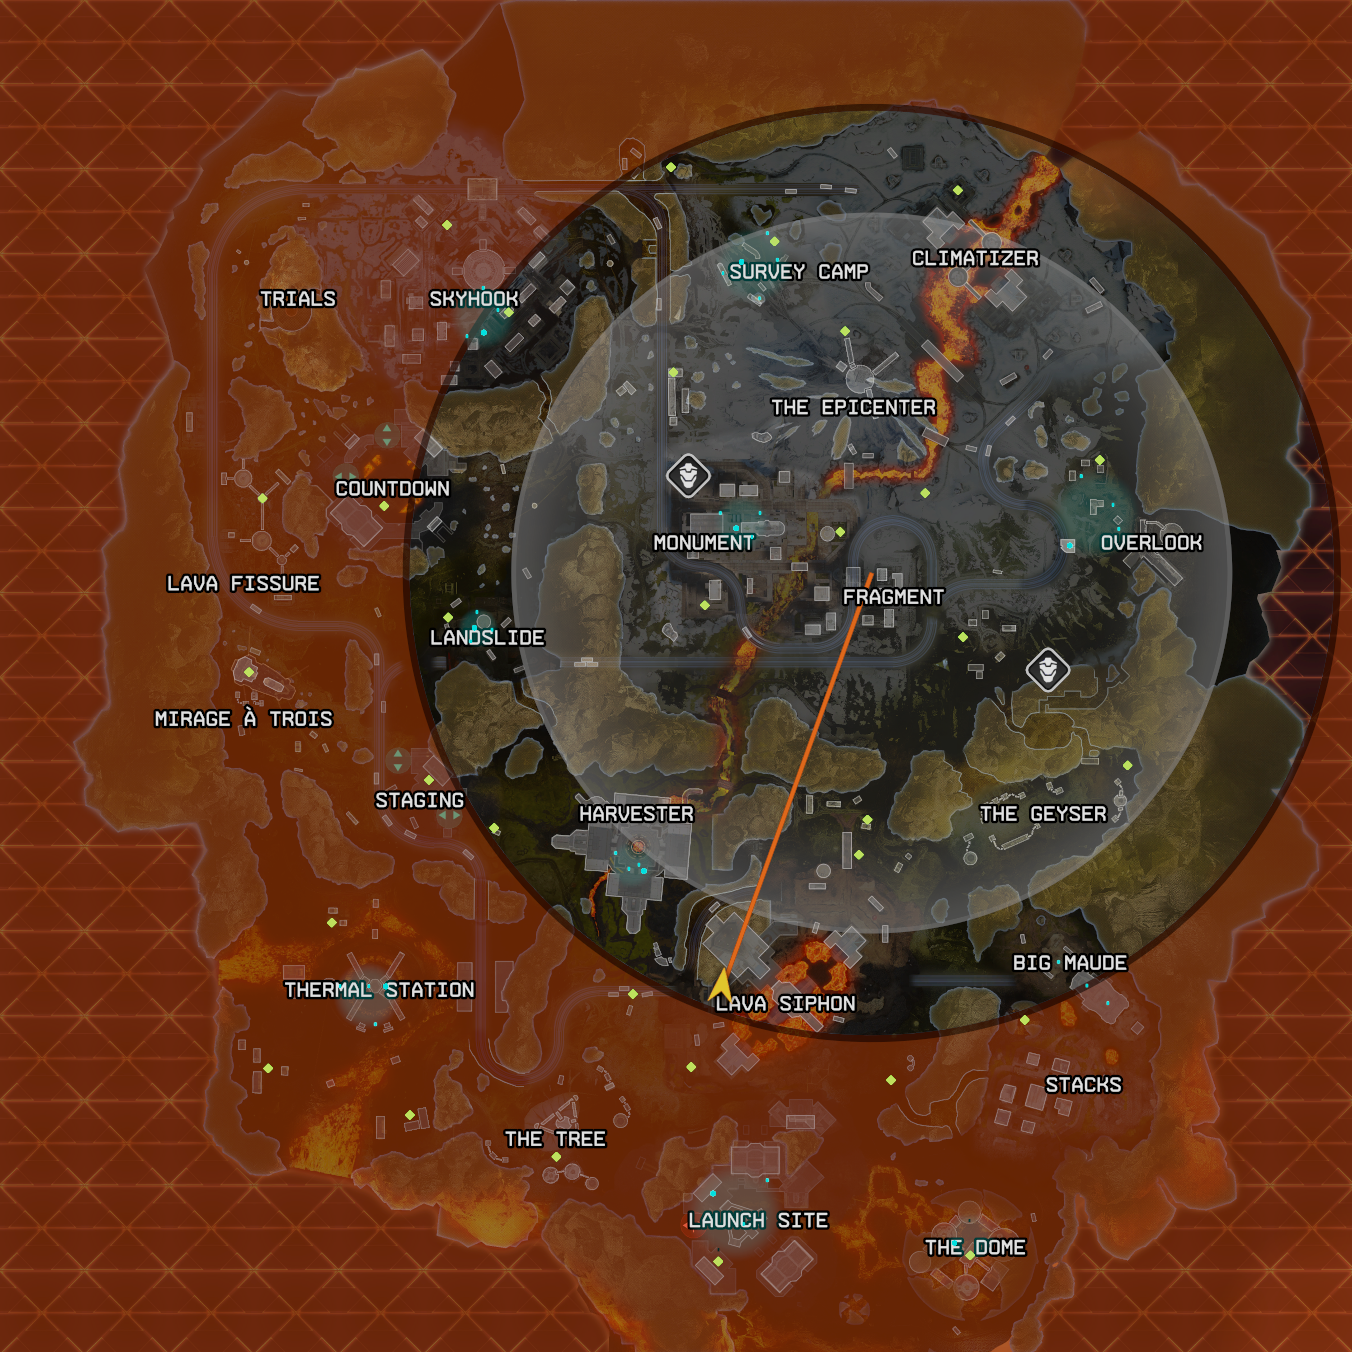 CLIMATIZER
SURVEY CAMP
TRIALS
SKYHOOK
THE EPICENTER
COUNTDOWN
MONUMENT
OVERLOOK
LAVA FISSURE
FRAGMENT
LANDSLIDE
MIRAGE À TROIS
STAGING
HARVESTER
THE GEYSER
BIG MAUDE
THERMAL STATION
LAVA SIPHON
STACKS
THE TREE
LAUNCH SITE
THE DOME